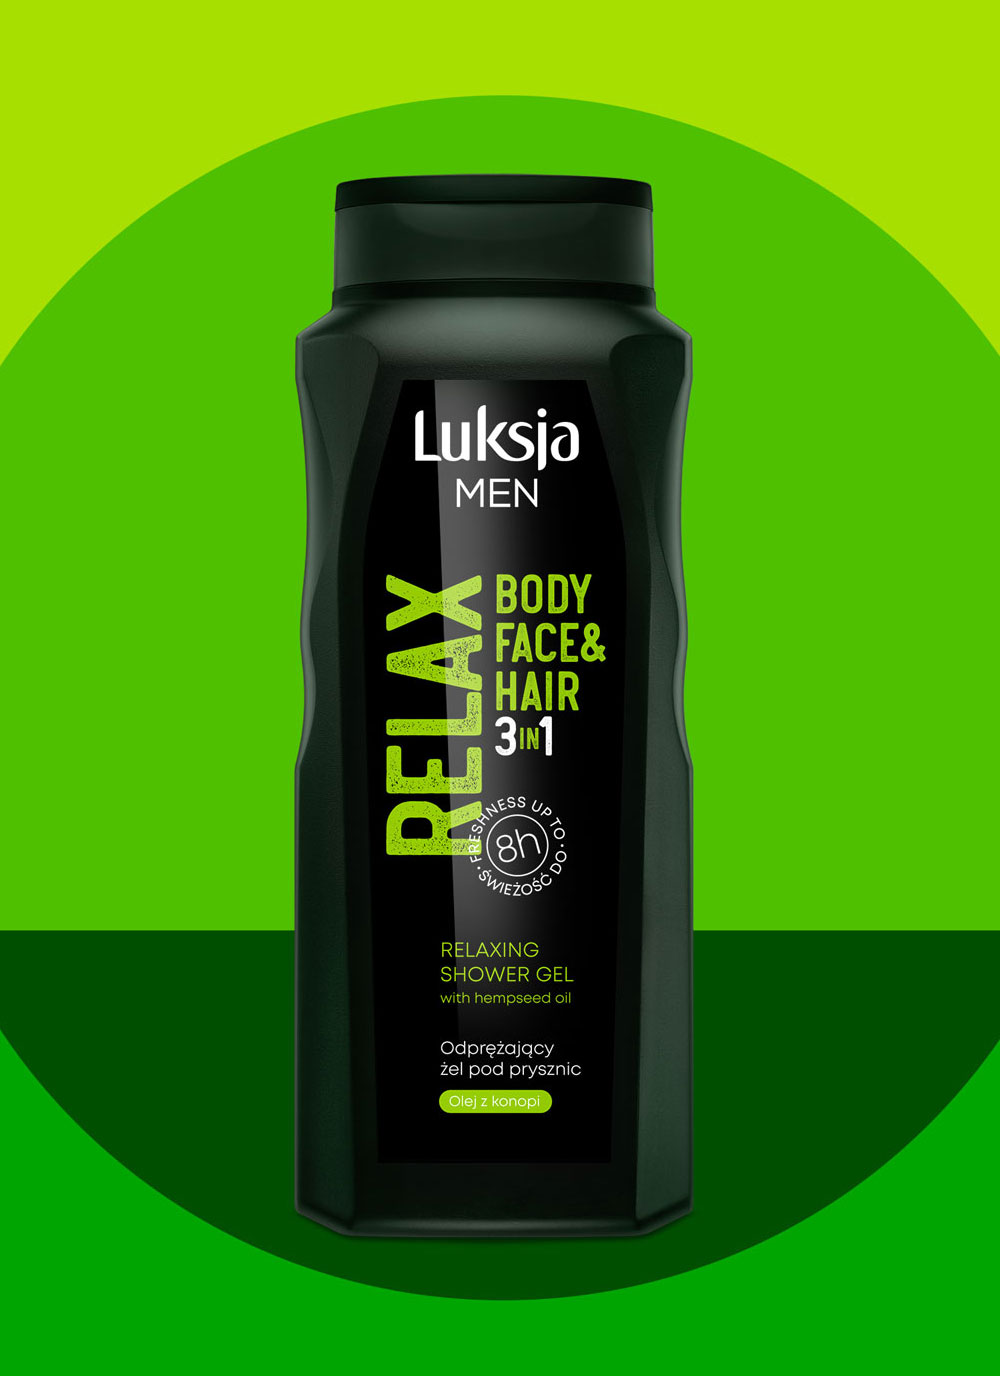 Luksja
MEN
RELAX
BODY
FACE&
HAIR
3IN1
FRESHNESS UP TO
8h
• ŚWIEŻOŚĆ DO •
RELAXING
SHOWER GEL
with hempseed oil
Odprężający
żel pod prysznic
Olej z konopi